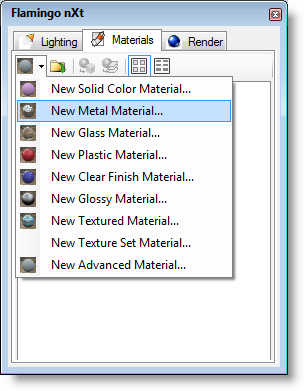 Flamingo nXt
Lighting Materials Render
New Solid Color Material...
New Metal Material...
New Glass Material...
New Plastic Material...
New Clear Finish Material...
New Glossy Material...
New Textured Material...
New Texture Set Material...
New Advanced Material...